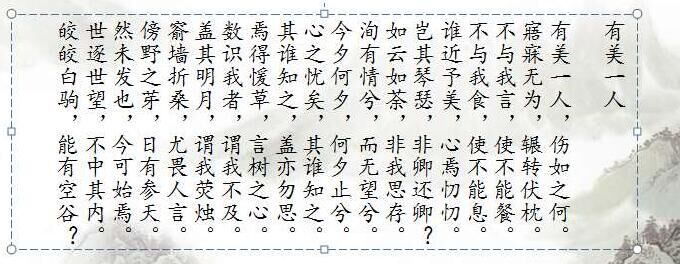 有美一人
有美一人，伤如之何。
寤寐无为，辗转伏枕。
不与我言，使不能餐。
不与我食，使不能息。
谁近予美，心焉忉忉。
岂其琴瑟，非卿还卿？
如云如荼，非我思存。
洵有情兮，而无望兮。
今夕何夕，何夕止兮。
心之忧矣，其谁知之。
其谁知之，盖亦勿思。
焉得愋草，言树之心。
数识我者，谓我不及。
盖其明月，谓我荧烛。
窬墙折桑，尤畏人言。
傍野之芽，日有参天。
然未发也，今可始焉。
世逐世望，不中其内。
皎皎白驹，能有空谷？